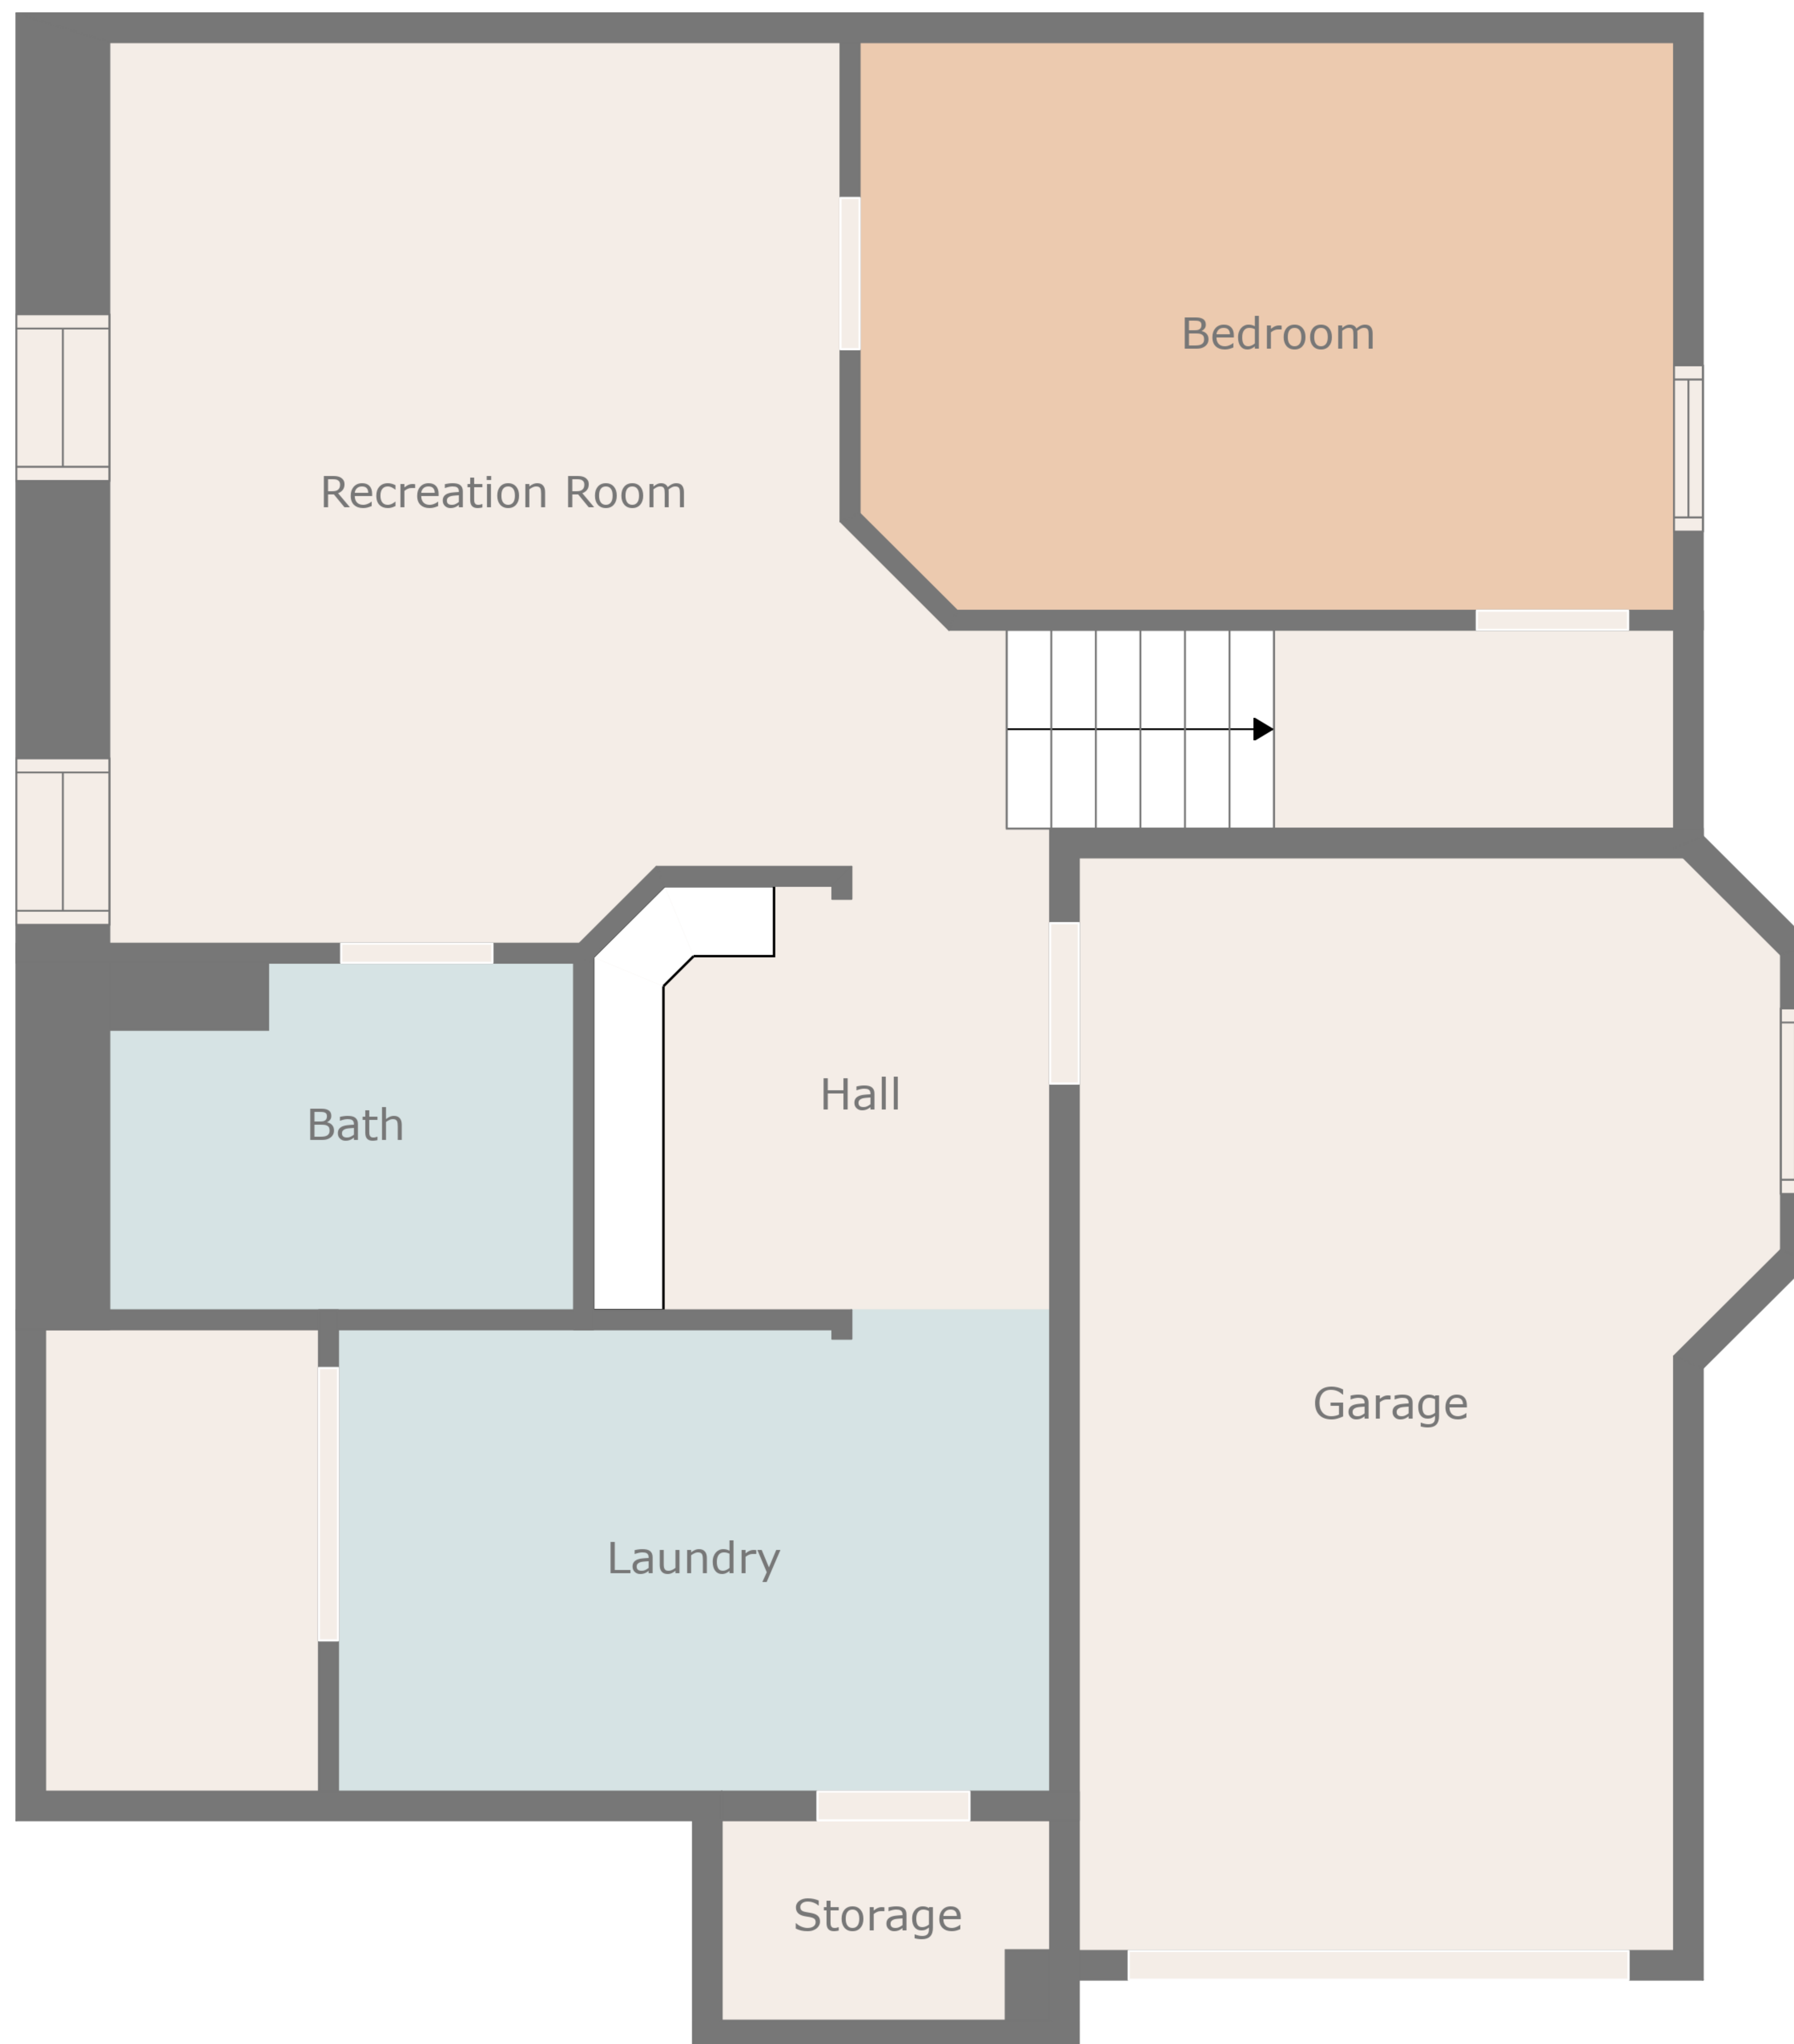 Bedroom
Recreation Room
Hall
Bath
Garage
Laundry
Storage